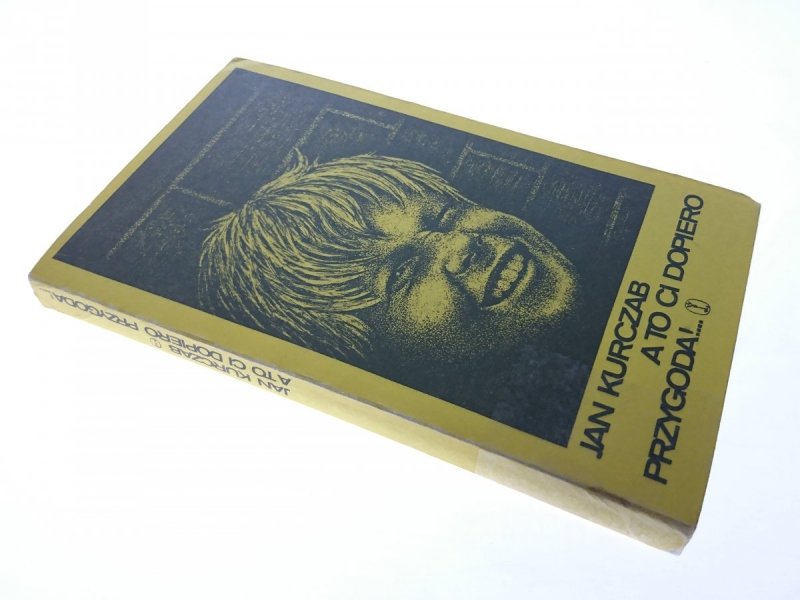 JAN KURCZAB
A TO CI DOPIERO
PRZYGODA!....
JAN KURCZAB
A TO CI DOPIERO PRZYGODA!...